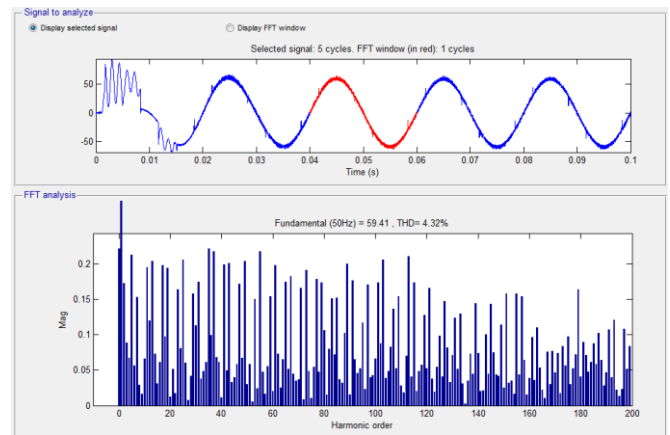 Signal to analyze
Display selected signal
Display FFT window
Selected signal: 5 cycles. FFT window (in red): 1 cycles
50
0
-50
0 0.01 0.02 0.03 0.04 0.05 0.06 0.07 0.08 0.09 0.1
Time (s)
FFT analysis
Fundamental (50Hz) = 59.41 , THD= 4.32%
0.2
0.15
0.1
0.05
0
Mag
0 20 40 60 80 100 120 140 160 180 200
Harmonic order